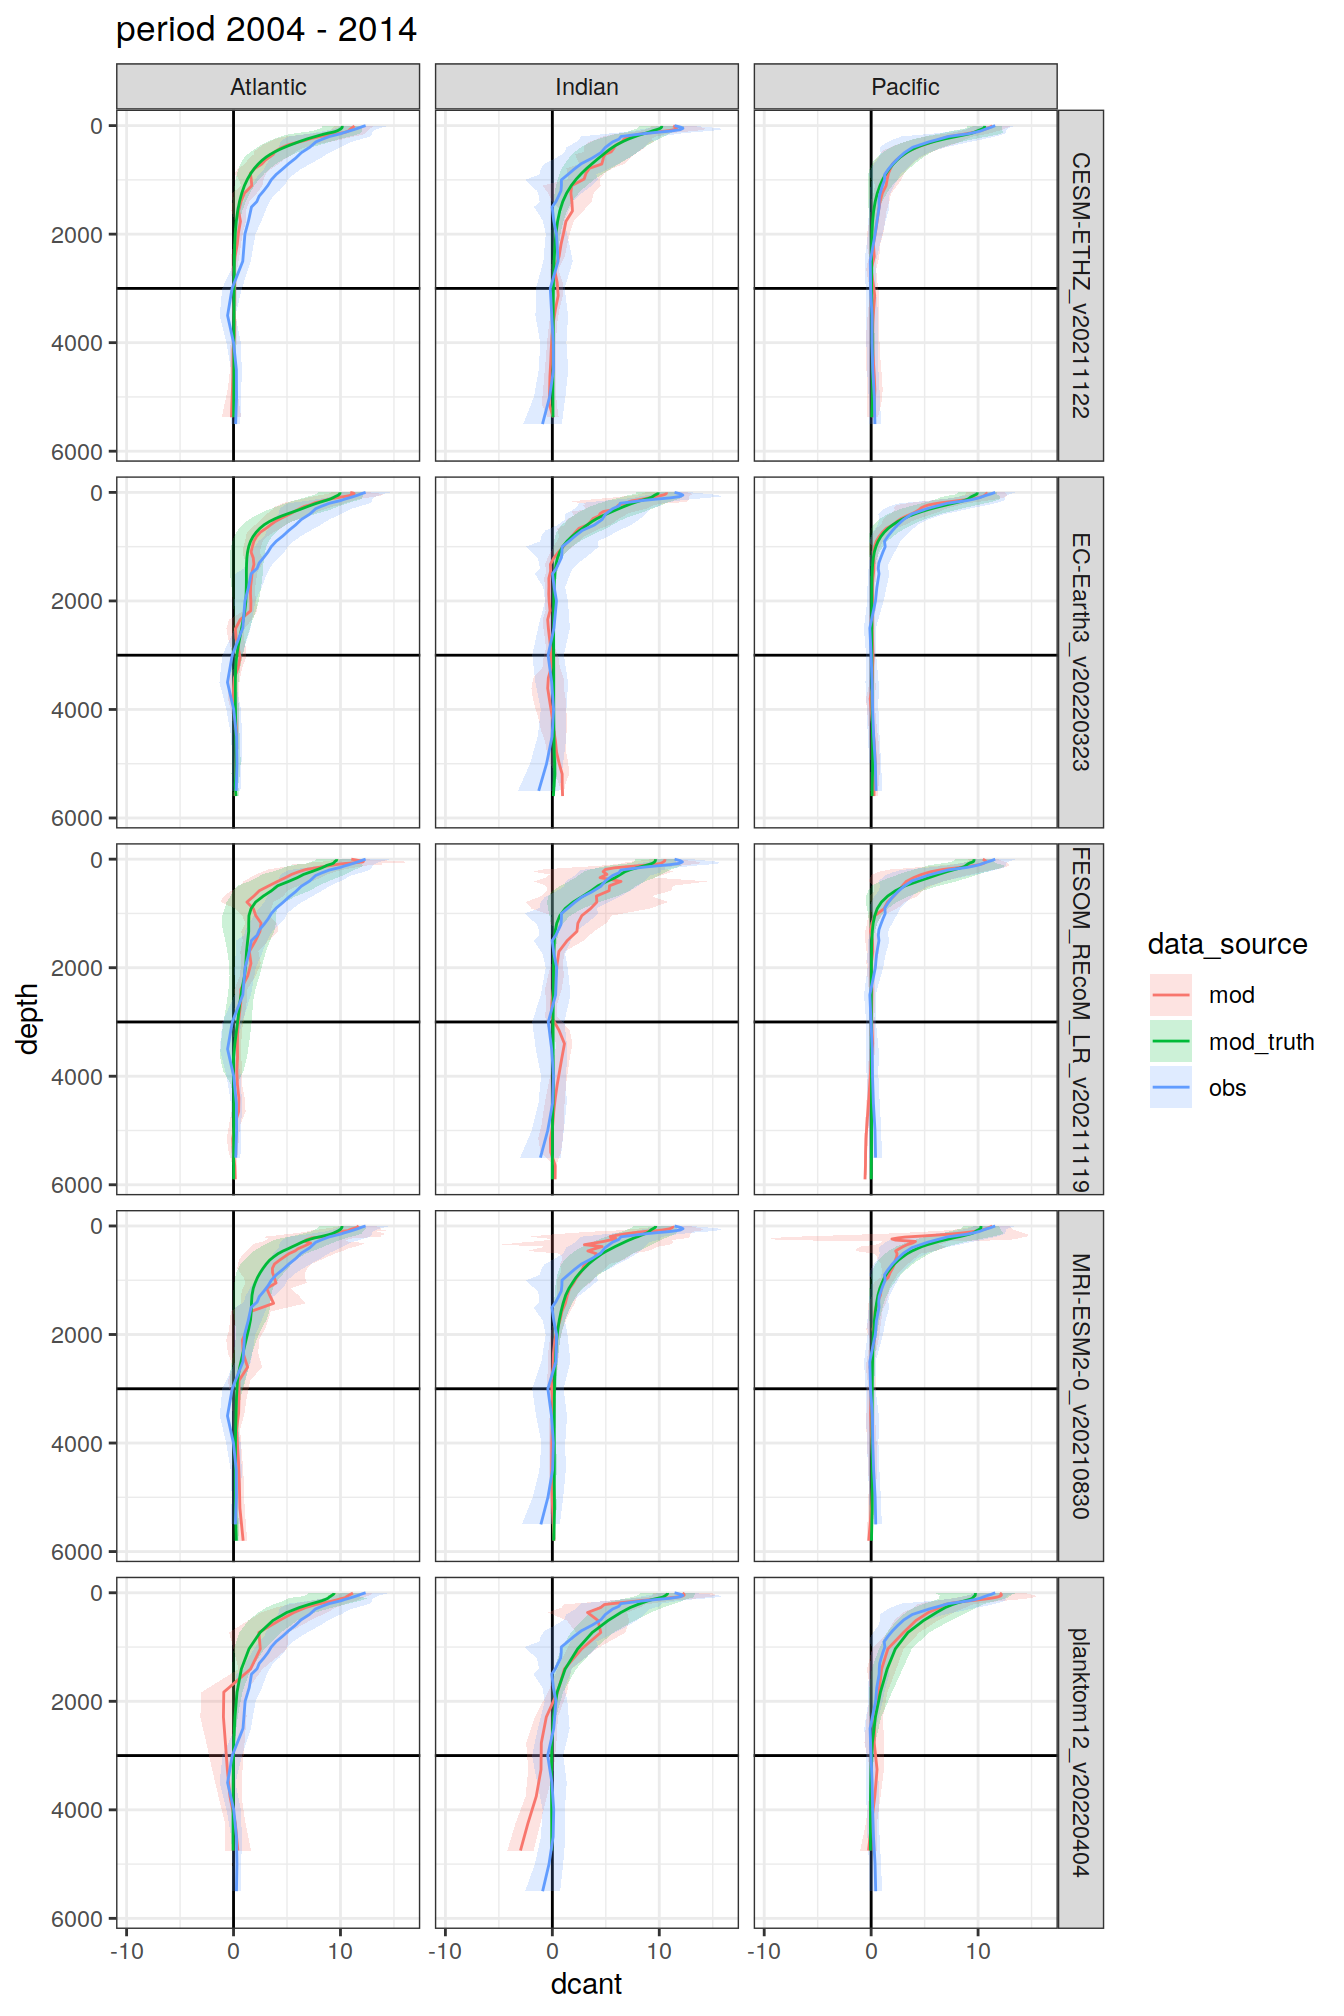 period 2004 - 2014
Atlantic
Indian
Pacific
0
2000
4000
6000
CESM-ETHZ_v20211122
0
2000
4000
6000
EC-Earth3_v20220323
0
2000
4000
6000
FESOM_REcoM_LR_v20211119
0
2000
4000
6000
MRI-ESM2-0_v20210830
0
2000
4000
6000
planktom12_v20220404
-10
0
10
-10
0
10
-10
0
10
dcant
depth
data_source
mod
mod_truth
obs